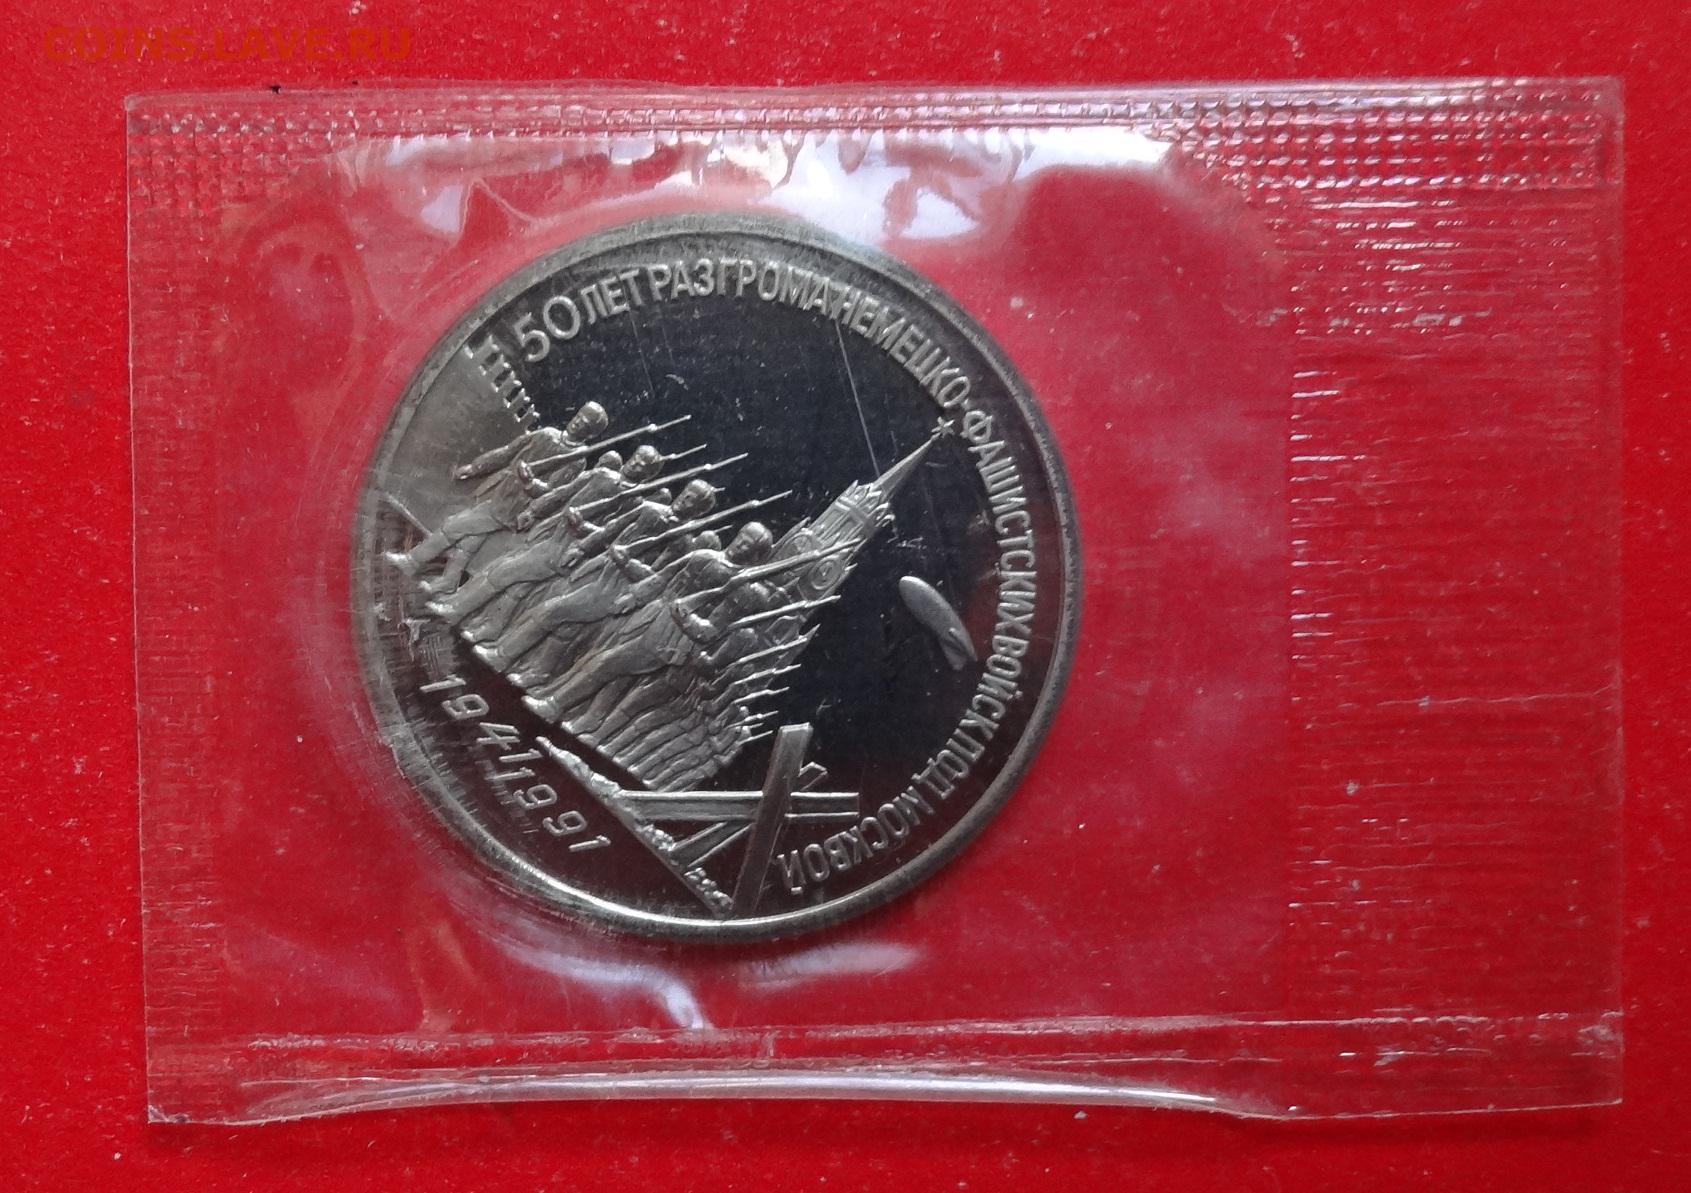 COINS.LAVE.RU
50 ЛЕТ РАЗГРОМА НЕМЕЦКО-ФАШИСТСКИХ ВОЙСК ПОД МОСКВОЙ
1941 1991